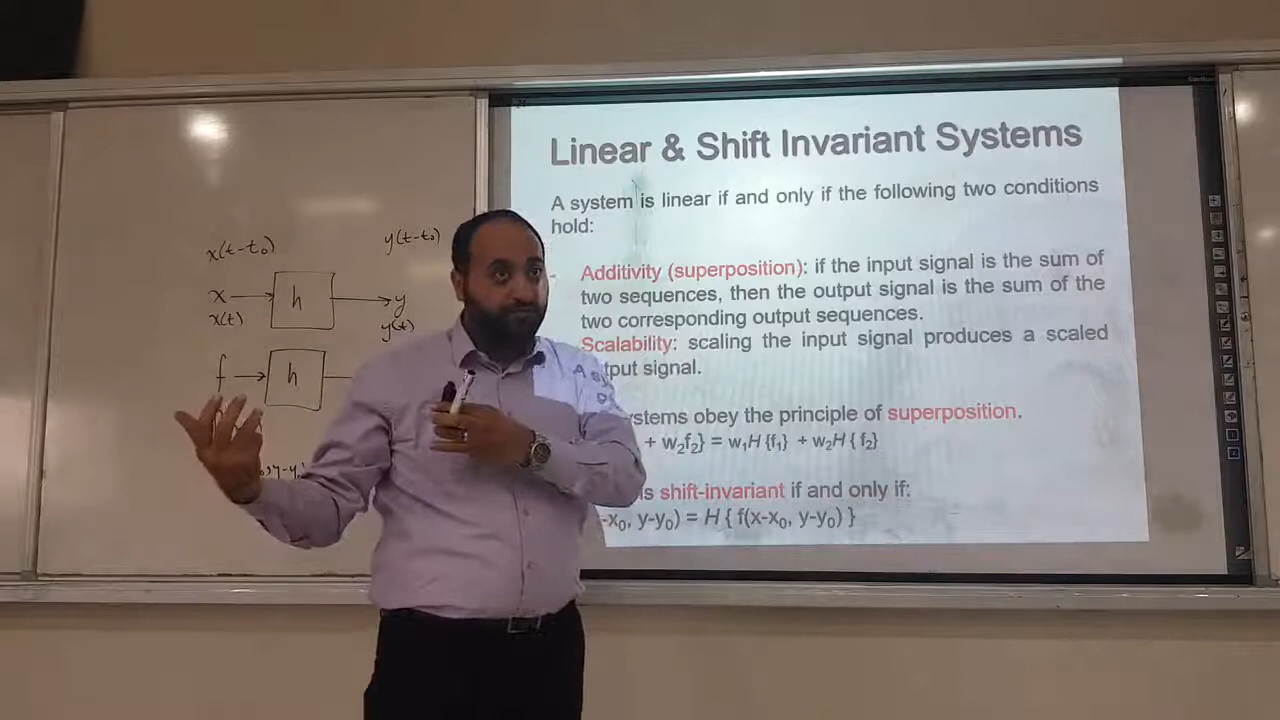 Linear & Shift Invariant Systems
A system is linear if and only if the following two conditions
hold:
Additivity (superposition): if the input signal is the sum of
two sequences, then the output signal is the sum of the
two corresponding output sequences.
Scalability: scaling the input signal produces a scaled
tput signal.
ystems obey the principle of superposition.
+ w₂f₂} = w₁H {f₁} + w₂H { f₂}
is shift-invariant if and only if:
-x₀, y-y₀) = H { f(x-x₀, y-y₀) }
x(t-t₀) y(t-t₀)
x h y
x(t) y(t)
f h